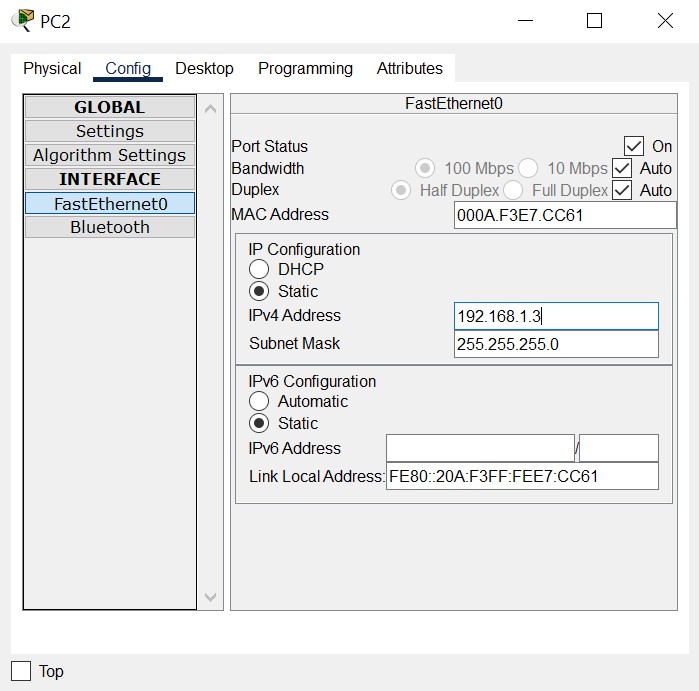 PC2
Physical Config Desktop Programming Attributes
GLOBAL
Settings
Algorithm Settings
INTERFACE
FastEthernet0
Bluetooth
FastEthernet0
Port Status On
Bandwidth 100 Mbps 10 Mbps Auto
Duplex Half Duplex Full Duplex Auto
MAC Address 000A.F3E7.CC61
IP Configuration
DHCP
Static
IPv4 Address 192.168.1.3
Subnet Mask 255.255.255.0
IPv6 Configuration
Automatic
Static
IPv6 Address /
Link Local Address: FE80::20A:F3FF:FEE7:CC61
Top